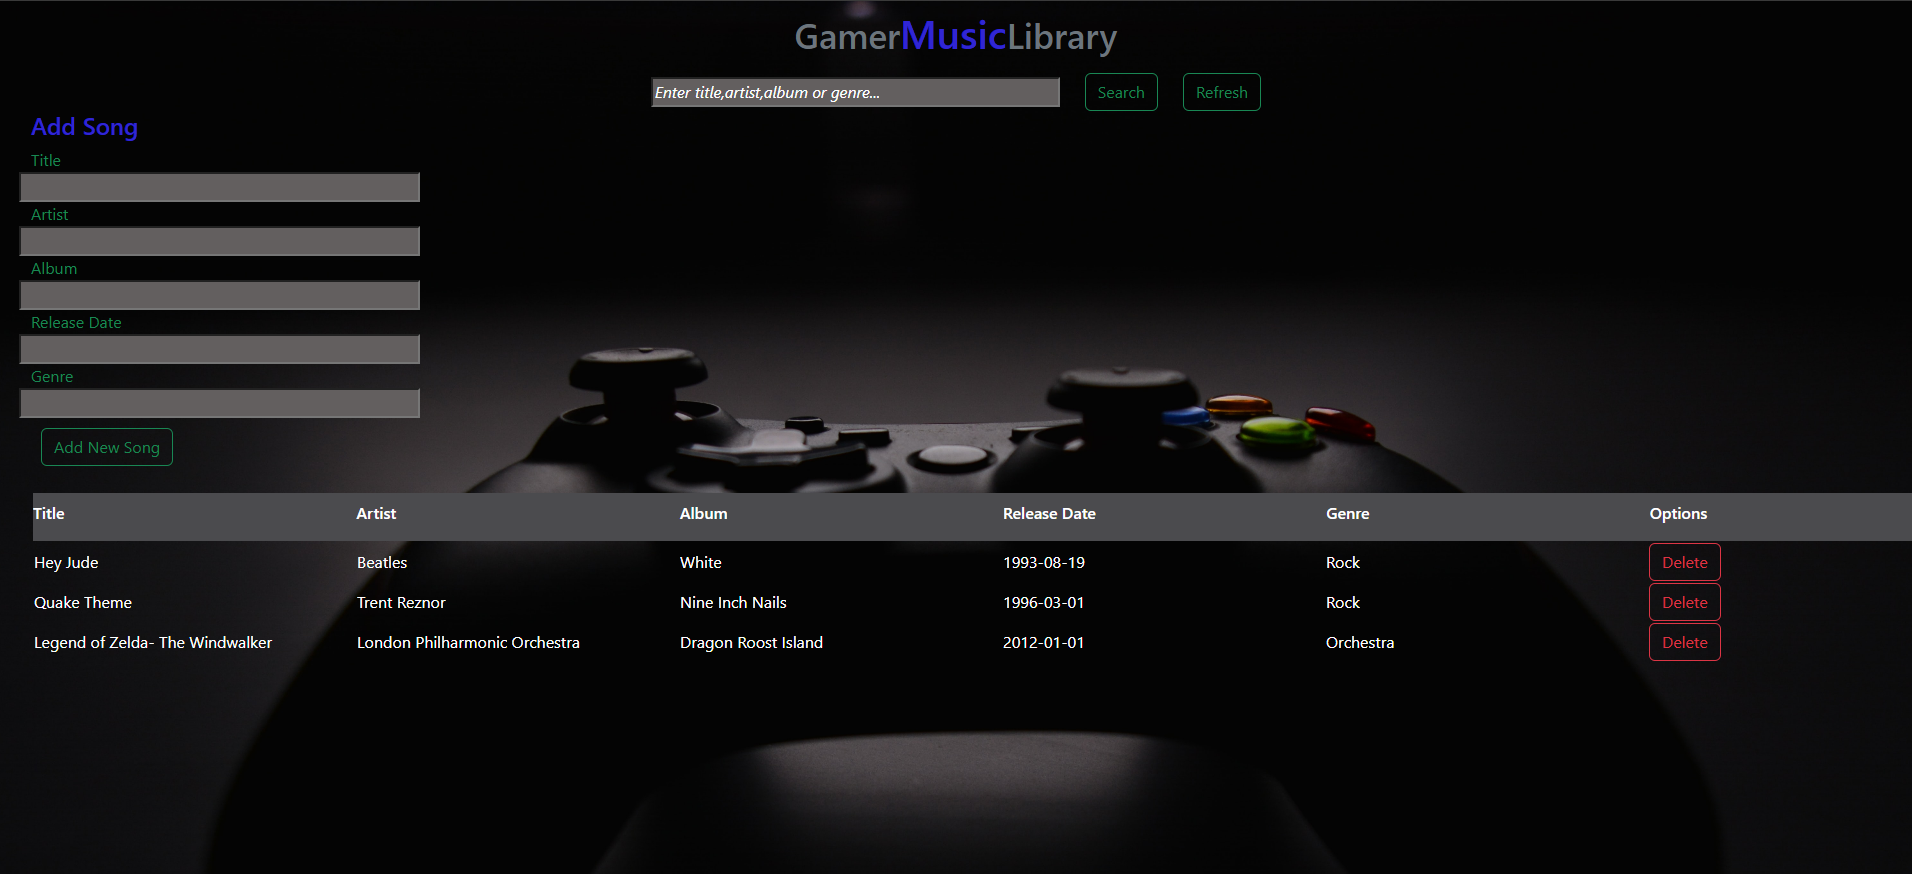 GamerMusicLibrary
Enter title,artist,album or genre... Search Refresh
Add Song
Title
Artist
Album
Release Date
Genre
Add New Song
Title Artist Album Release Date Genre Options
Hey Jude Beatles White 1993-08-19 Rock Delete
Quake Theme Trent Reznor Nine Inch Nails 1996-03-01 Rock Delete
Legend of Zelda- The Windwalker London Philharmonic Orchestra Dragon Roost Island 2012-01-01 Orchestra Delete